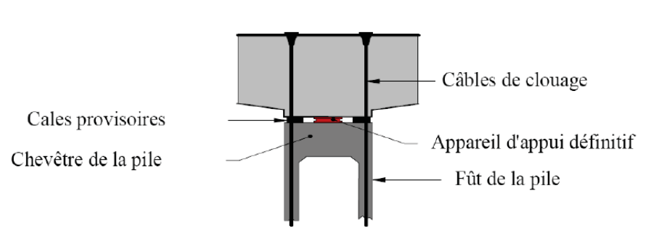 Câbles de clouage
Cales provisoires
Appareil d'appui définitif
Chevêtre de la pile
Fût de la pile